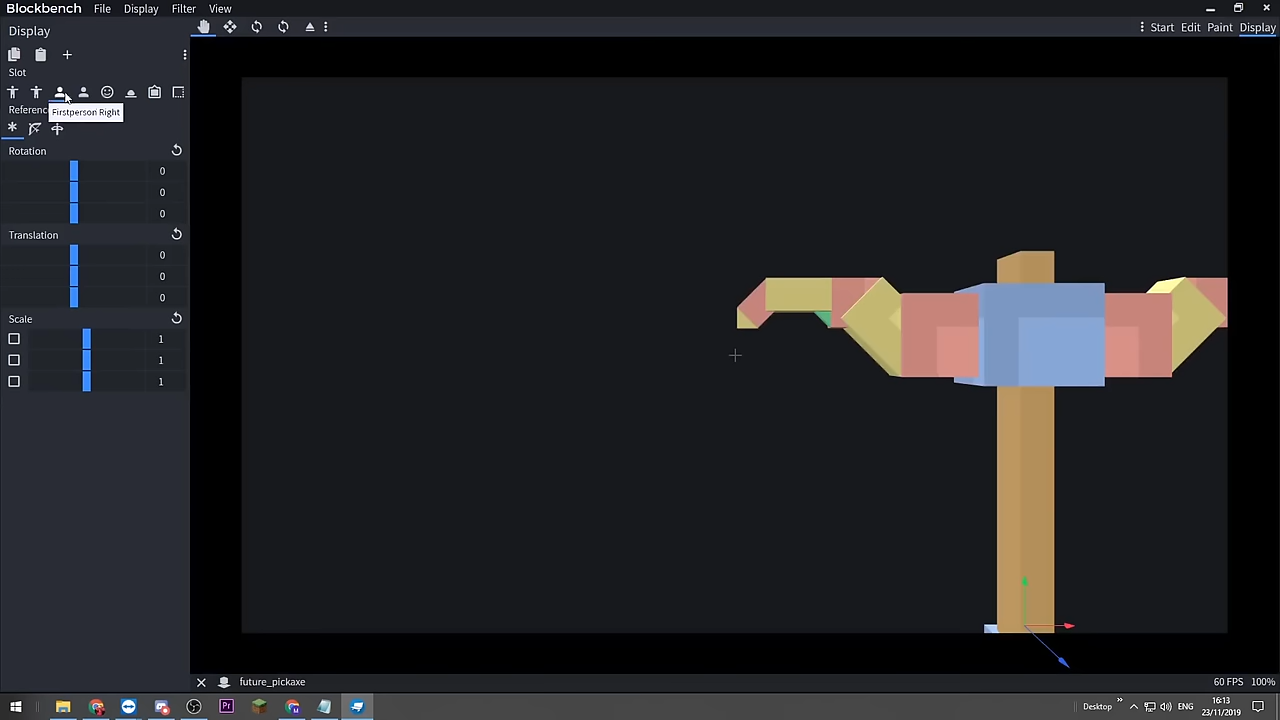 Blockbench File Display Filter View
Display Start Edit Paint Display
Slot
Referenc
Firstperson Right
Rotation
0
0
0
Translation
0
0
0
Scale
1
1
1
future_pickaxe 60 FPS 100%
Desktop ENG 16:13
23/11/2019